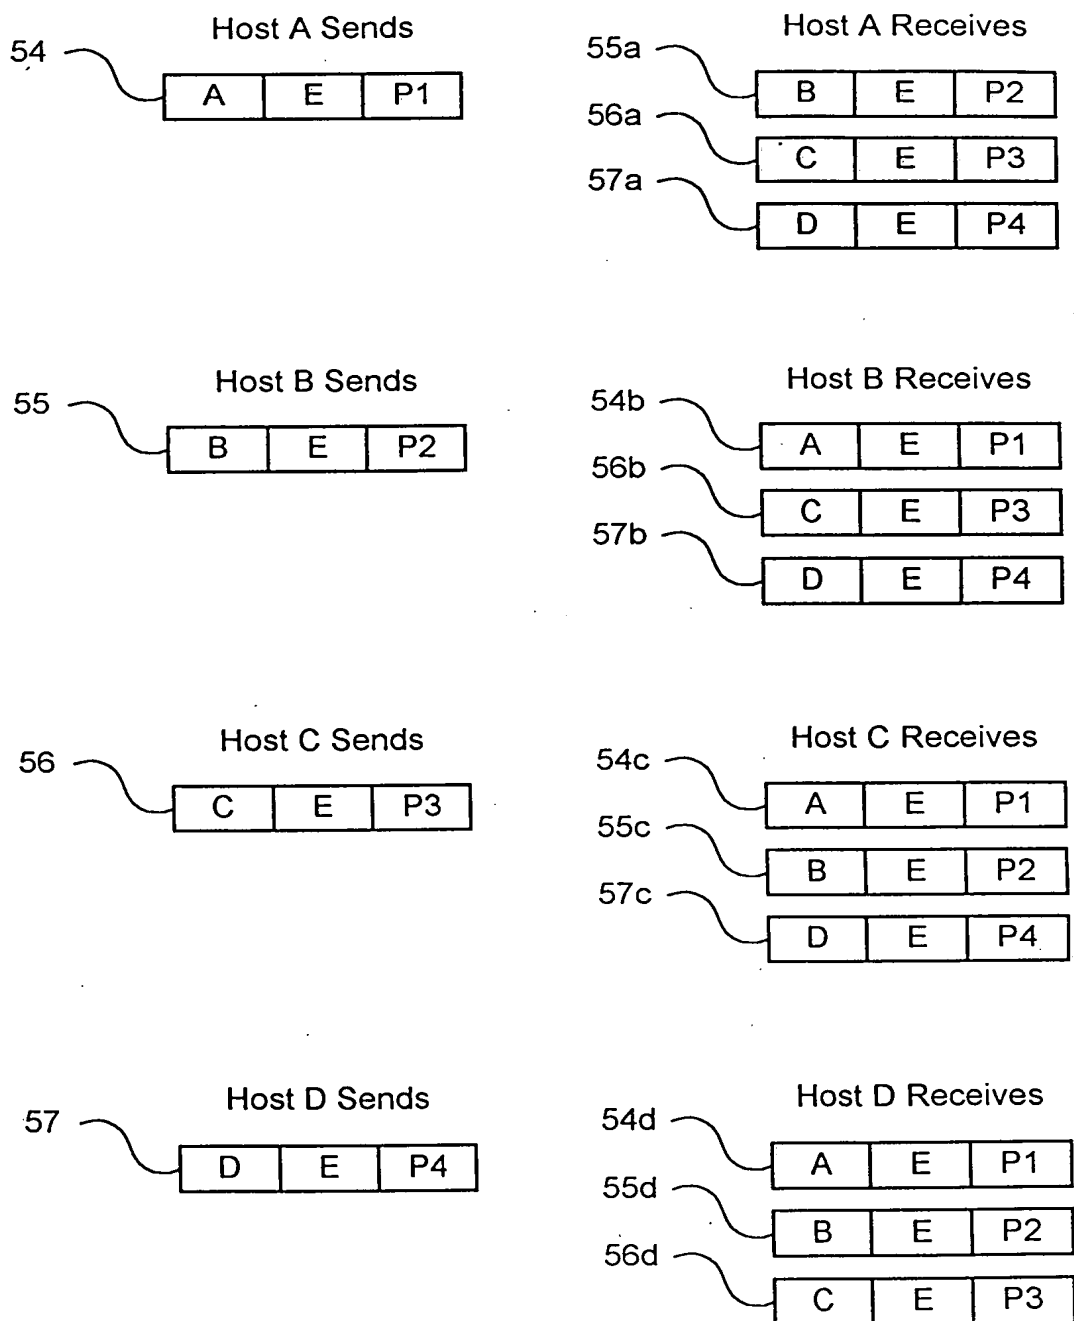 Host A Sends
54
A E P1
Host A Receives
55a
B E P2
56a
C E P3
57a
D E P4
Host B Sends
55
B E P2
Host B Receives
54b
A E P1
56b
C E P3
57b
D E P4
Host C Sends
56
C E P3
Host C Receives
54c
A E P1
55c
B E P2
57c
D E P4
Host D Sends
57
D E P4
Host D Receives
54d
A E P1
55d
B E P2
56d
C E P3